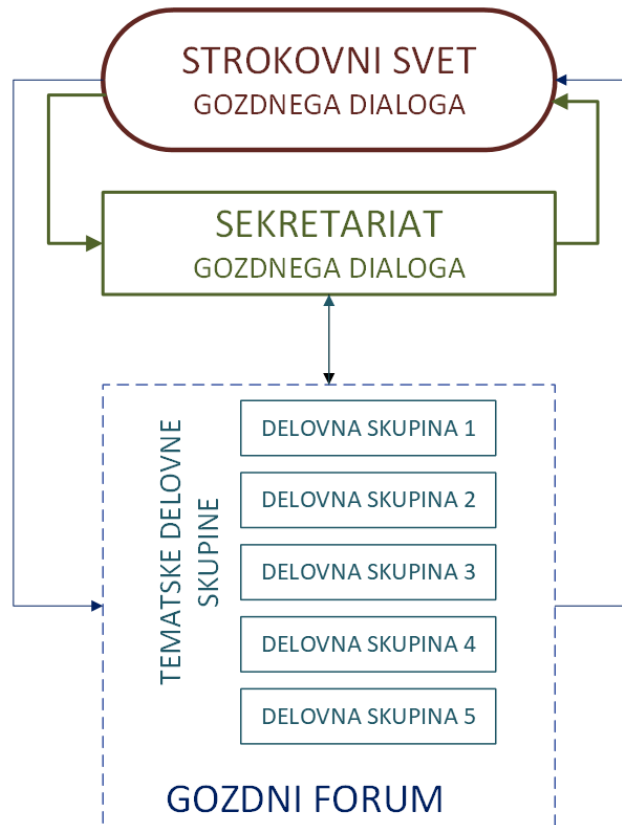 STROKOVNI SVET
GOZDNEGA DIALOGA
SEKRETARIAT
GOZDNEGA DIALOGA
TEMATSKE DELOVNE
SKUPINE
DELOVNA SKUPINA 1
DELOVNA SKUPINA 2
DELOVNA SKUPINA 3
DELOVNA SKUPINA 4
DELOVNA SKUPINA 5
GOZDNI FORUM